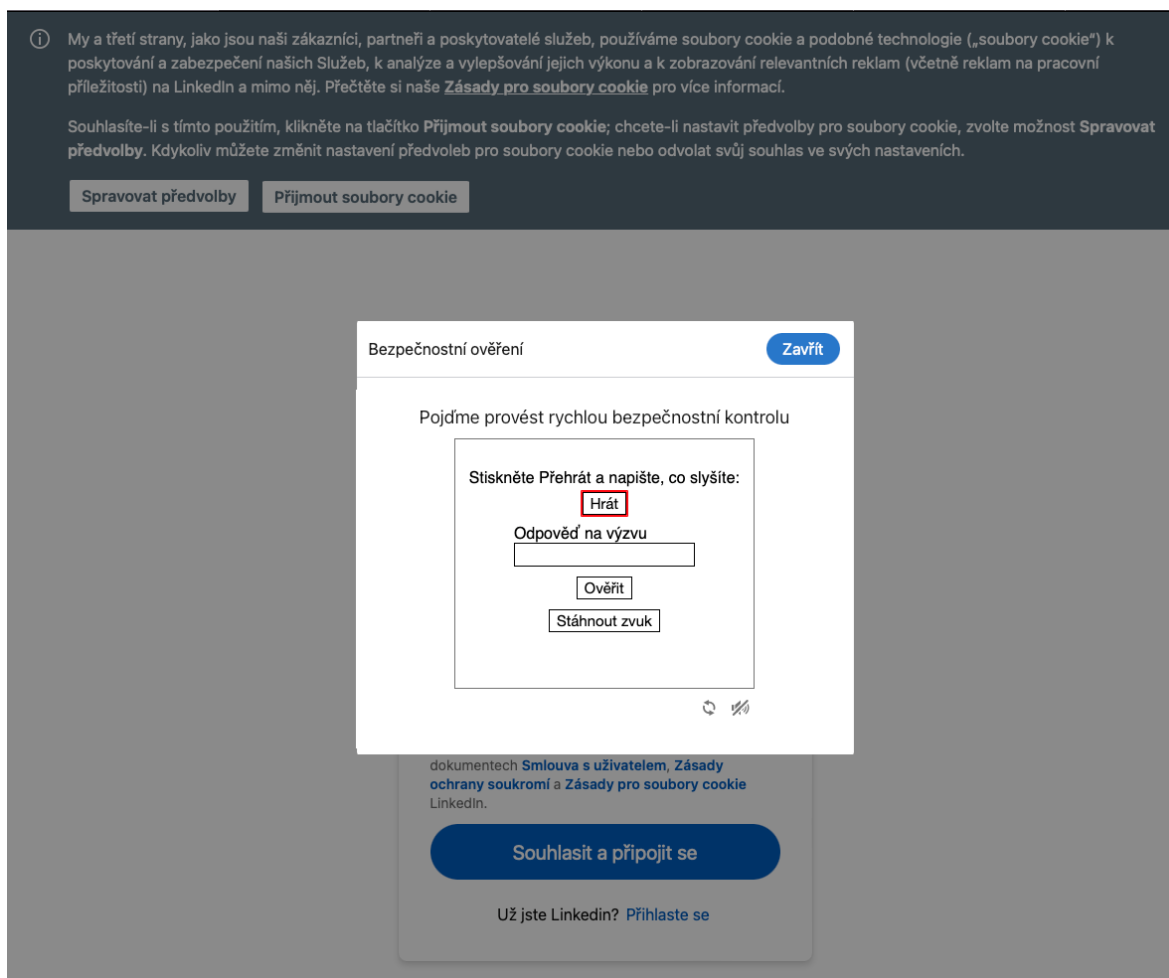 My a třetí strany, jako jsou naši zákazníci, partneři a poskytovatelé služeb, používáme soubory cookie a podobné technologie („soubory cookie“) k
poskytování a zabezpečení našich Služeb, k analýze a vylepšování jejich výkonu a k zobrazování relevantních reklam (včetně reklam na pracovní
příležitosti) na LinkedIn a mimo něj. Přečtěte si naše Zásady pro soubory cookie pro více informací.
Souhlasíte-li s tímto použitím, klikněte na tlačítko Přijmout soubory cookie; chcete-li nastavit předvolby pro soubory cookie, zvolte možnost Spravovat
předvolby. Kdykoliv můžete změnit nastavení předvoleb pro soubory cookie nebo odvolat svůj souhlas ve svých nastaveních.
Spravovat předvolby Přijmout soubory cookie
Bezpečnostní ověření Zavřít
Pojďme provést rychlou bezpečnostní kontrolu
Stiskněte Přehrát a napište, co slyšíte:
Hrát
Odpověď na výzvu
Ověřit
Stáhnout zvuk
dokumentech Smlouva s uživatelem, Zásady
ochrany soukromí a Zásady pro soubory cookie
LinkedIn.
Souhlasit a připojit se
Už jste Linkedin? Přihlaste se